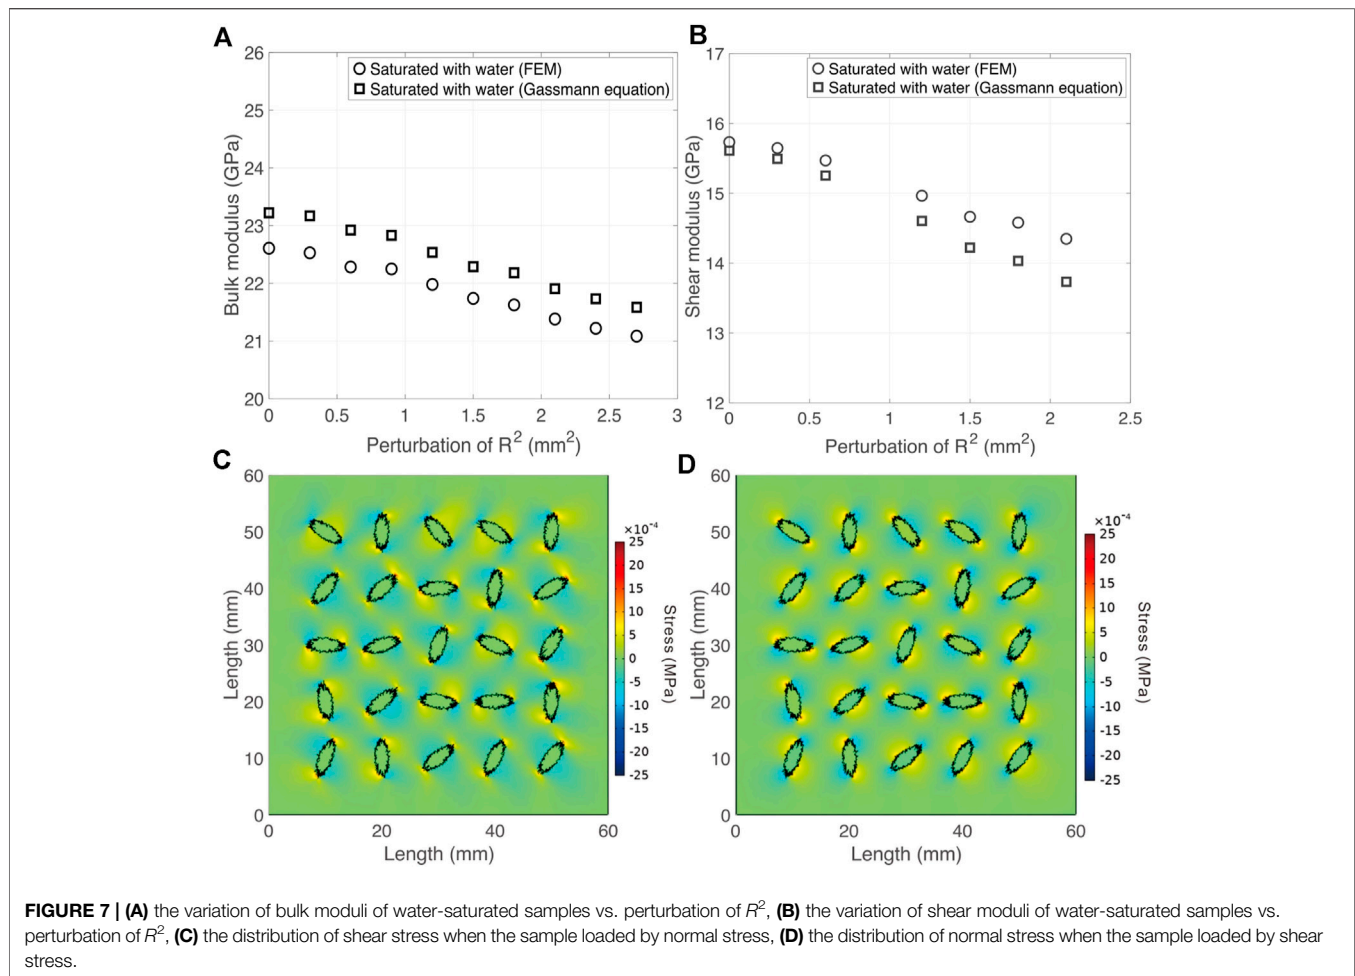 A
26
25
24
23
22
21
20
Bulk modulus (GPa)
Saturated with water (FEM)
Saturated with water (Gassmann equation)
0 0.5 1 1.5 2 2.5 3
Perturbation of R² (mm²)
B
17
16
15
14
13
12
Shear modulus (GPa)
Saturated with water (FEM)
Saturated with water (Gassmann equation)
0 0.5 1 1.5 2 2.5
Perturbation of R² (mm²)
C
60
50
40
30
20
10
0
Length (mm)
0 20 40 60
Length (mm)
×10⁻⁴
25
20
15
10
5
0
-5
-10
-15
-20
-25
Stress (MPa)
D
60
50
40
30
20
10
0
Length (mm)
0 20 40 60
Length (mm)
×10⁻⁴
25
20
15
10
5
0
-5
-10
-15
-20
-25
Stress (MPa)
FIGURE 7 | (A) the variation of bulk moduli of water-saturated samples vs. perturbation of R², (B) the variation of shear moduli of water-saturated samples vs.
perturbation of R², (C) the distribution of shear stress when the sample loaded by normal stress, (D) the distribution of normal stress when the sample loaded by shear
stress.